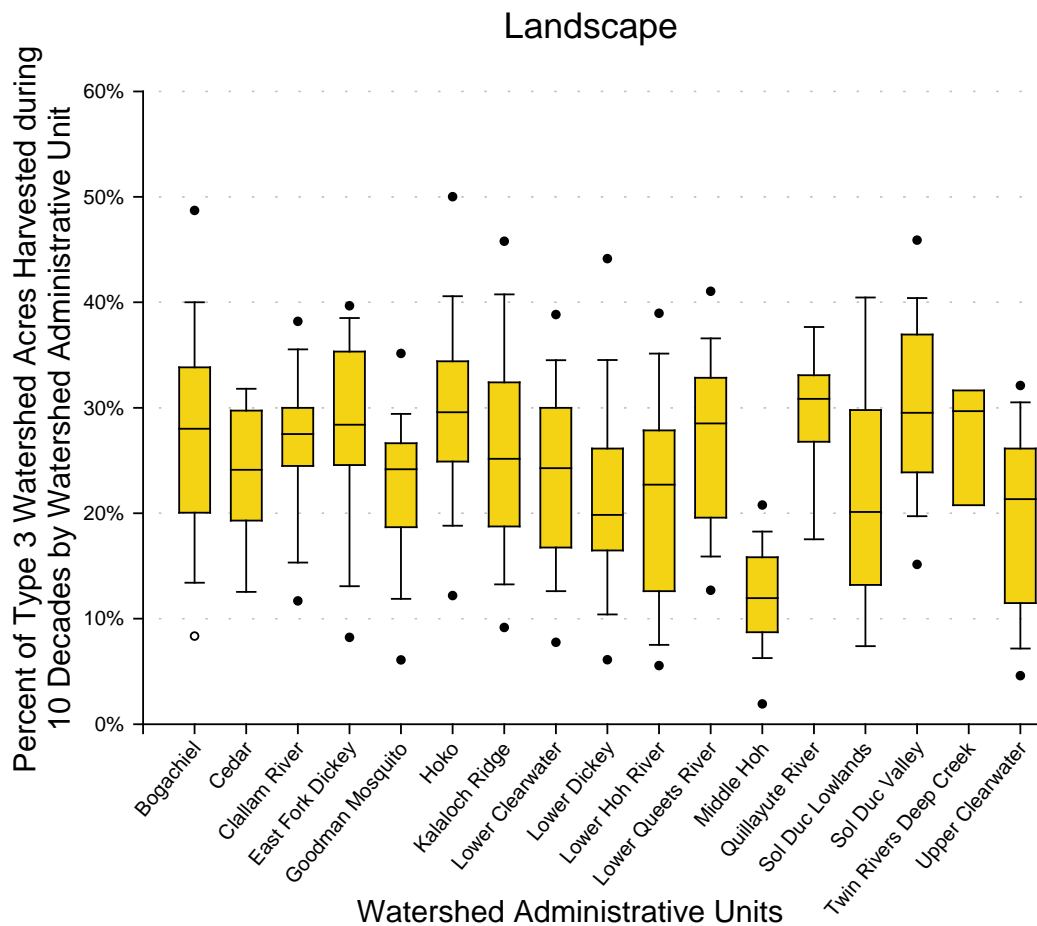 Landscape
Percent of Type 3 Watershed Acres Harvested during
10 Decades by Watershed Administrative Unit
60%
50%
40%
30%
20%
10%
0%
Bogachiel
Cedar
Clallam River
East Fork Dickey
Goodman Mosquito
Hoko
Kalaloch Ridge
Lower Clearwater
Lower Dickey
Lower Hoh River
Lower Queets River
Middle Hoh
Quillayute River
Sol Duc Lowlands
Sol Duc Valley
Twin Rivers Deep Creek
Upper Clearwater
Watershed Administrative Units